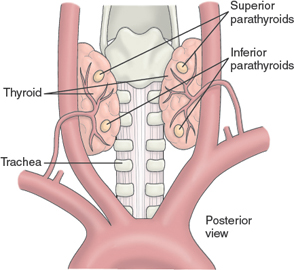 Superior
parathyroids
Inferior
parathyroids
Thyroid
Trachea
Posterior
view